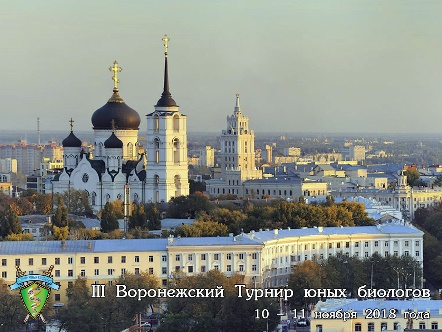 III Воронежский Турнир юных биологов
10 - 11 ноября 2018 года